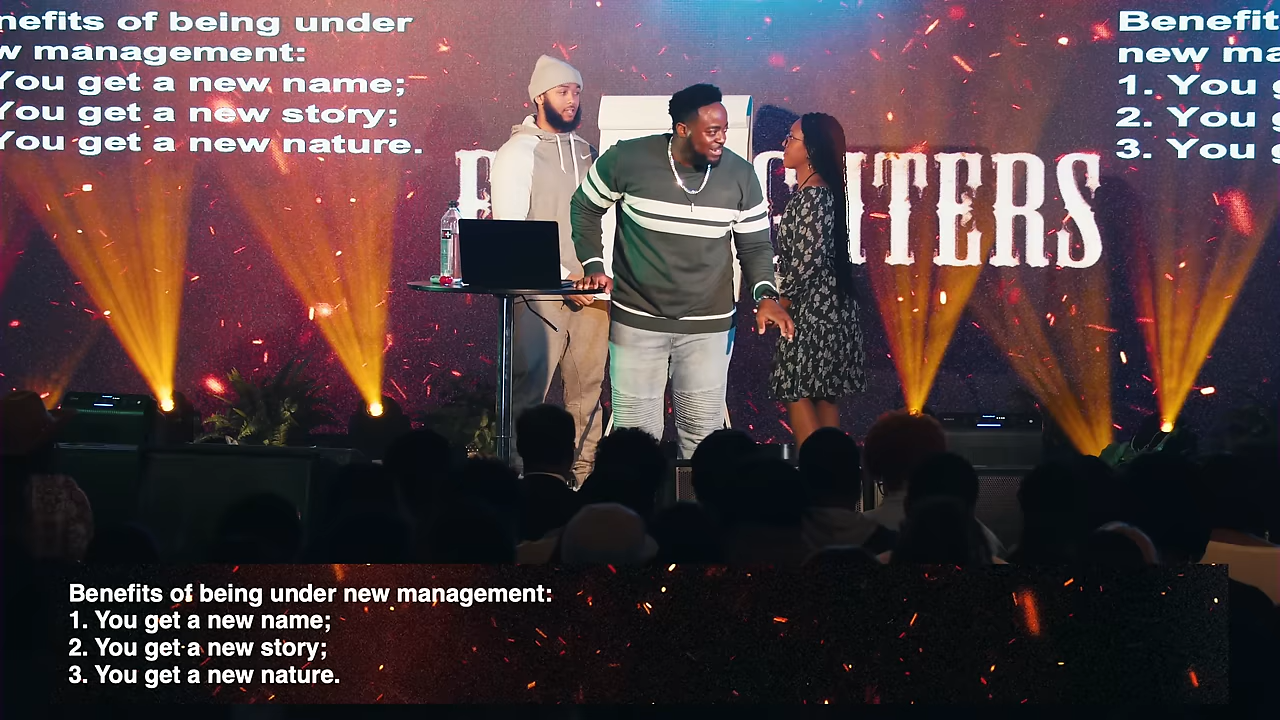 nefits of being under
w management:
You get a new name;
You get a new story;
You get a new nature.
Benefit
new ma
1. You g
2. You g
3. You g
HTERS
Benefits of being under new management:
1. You get a new name;
2. You get a new story;
3. You get a new nature.